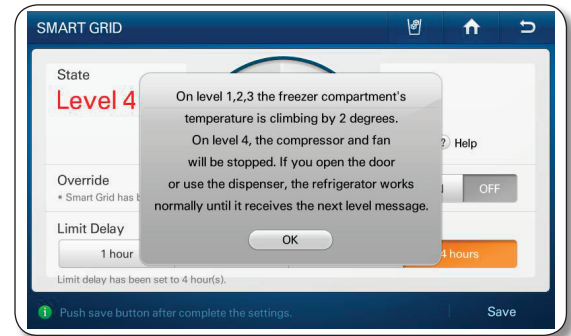 SMART GRID
State
Level 4
On level 1,2,3 the freezer compartment's
temperature is climbing by 2 degrees.
On level 4, the compressor and fan
will be stopped. If you open the door
or use the dispenser, the refrigerator works
normally until it receives the next level message.
OK
? Help
Override
* Smart Grid has
OFF
Limit Delay
1 hour
4 hours
Limit delay has been set to 4 hour(s).
Push save button after complete the settings.
Save